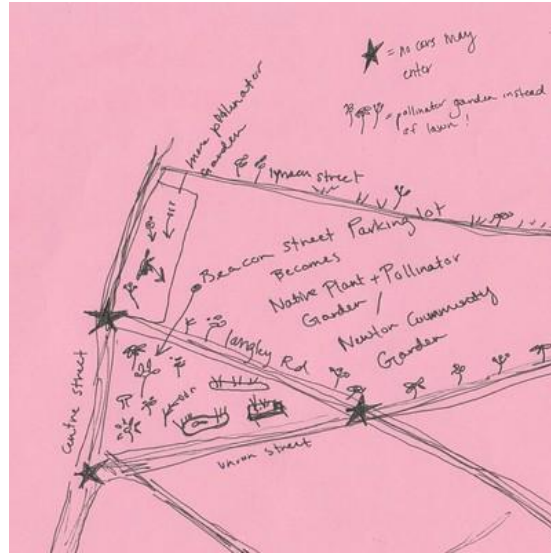 ★ = no cars may
enter
= pollinator garden instead
of lawn!
more pollinator
Garden
lyman street
Beacon street Parking lot
Becomes
Native Plant + Pollinator
Garden /
Newton Community
Garden
langley Rd
centre street
union street